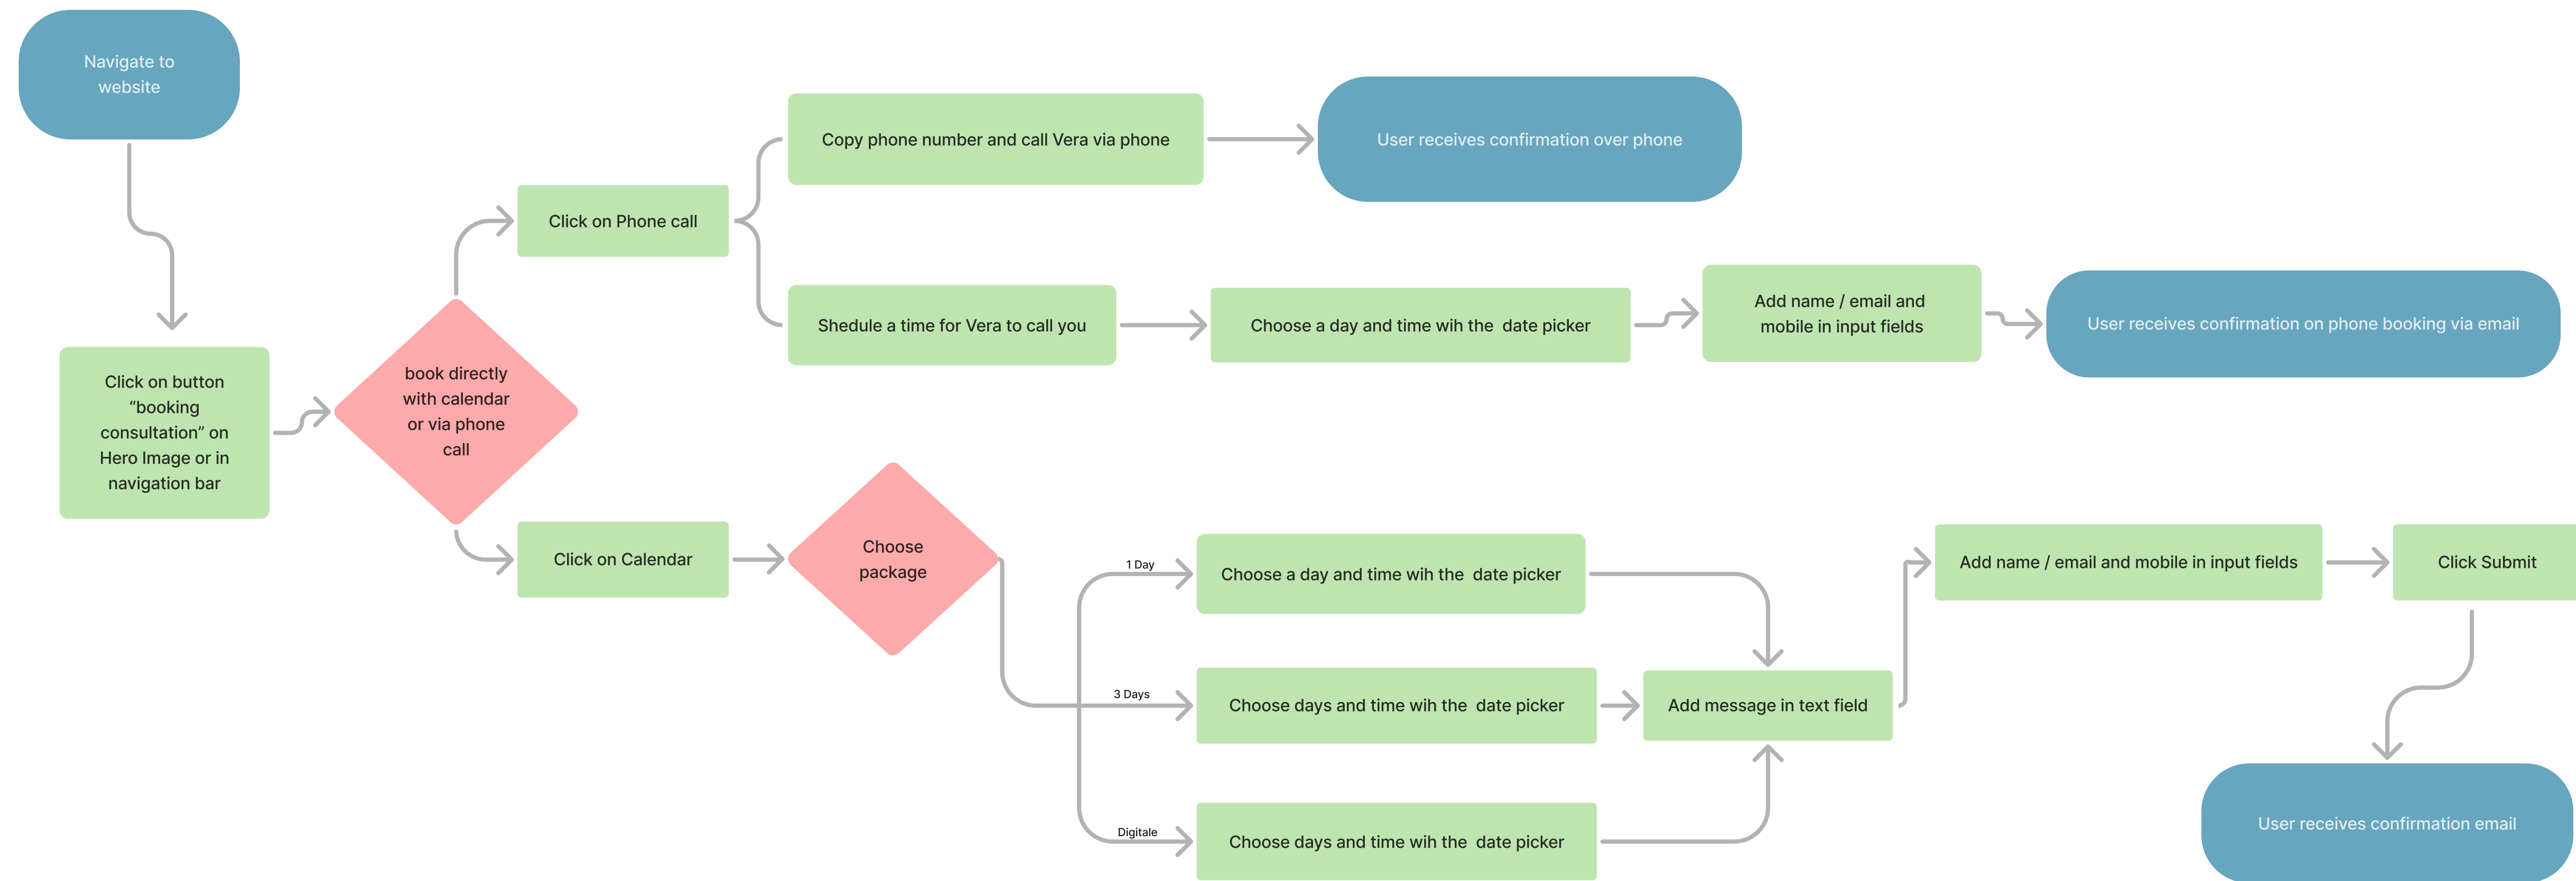 Navigate to
website
Click on button
“booking
consultation” on
Hero Image or in
navigation bar
book directly
with calendar
or via phone
call
Click on Phone call
Copy phone number and call Vera via phone
User receives confirmation over phone
Shedule a time for Vera to call you
Choose a day and time wih the  date picker
Add name / email and
mobile in input fields
User receives confirmation on phone booking via email
Click on Calendar
Choose
package
1 Day
Choose a day and time wih the  date picker
3 Days
Choose days and time wih the  date picker
Digitale
Choose days and time wih the  date picker
Add message in text field
Add name / email and mobile in input fields
Click Submit
User receives confirmation email